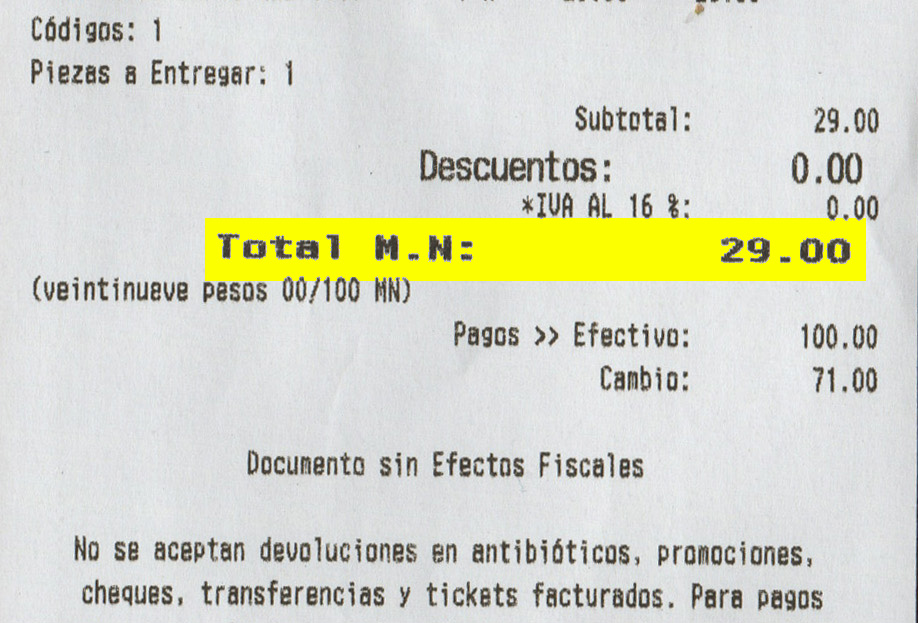 Códigos: 1
Piezas a Entregar: 1
Subtotal: 29.00
Descuentos: 0.00
*IVA AL 16 %: 0.00
Total M.N: 29.00
(veintinueve pesos 00/100 MN)
Pagos >> Efectivo: 100.00
Cambio: 71.00
Documento sin Efectos Fiscales
No se aceptan devoluciones en antibióticos, promociones,
cheques, transferencias y tickets facturados. Para pagos